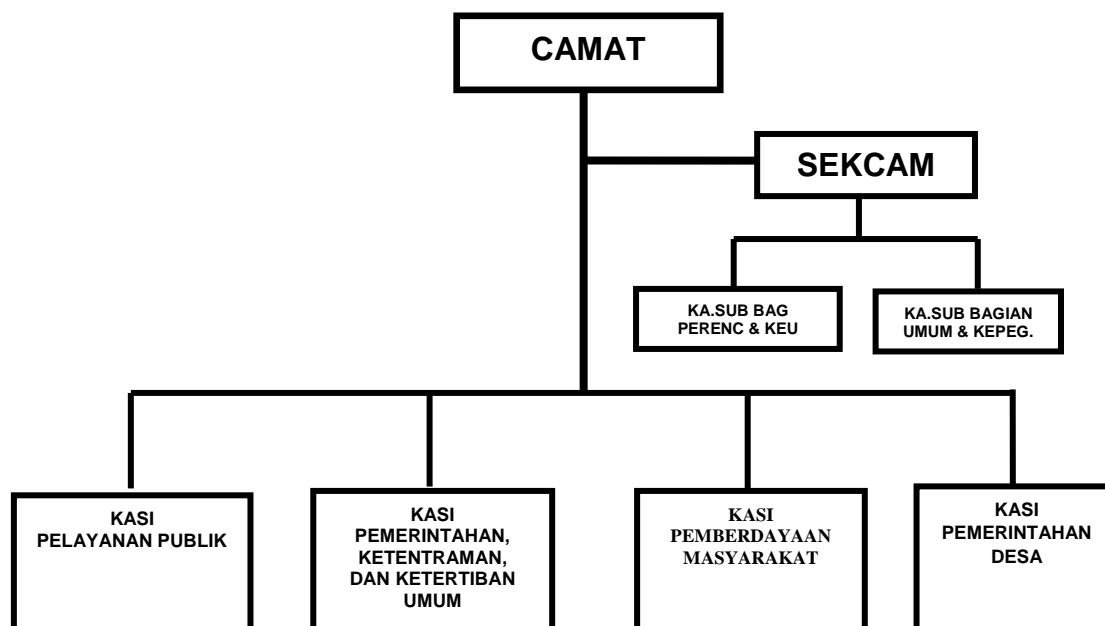 CAMAT
SEKCAM
KA.SUB BAG
PERENC & KEU
KA.SUB BAGIAN
UMUM & KEPEG.
KASI
PELAYANAN PUBLIK
KASI
PEMERINTAHAN,
KETENTRAMAN,
DAN KETERTIBAN
UMUM
KASI
PEMBERDAYAAN
MASYARAKAT
KASI
PEMERINTAHAN
DESA